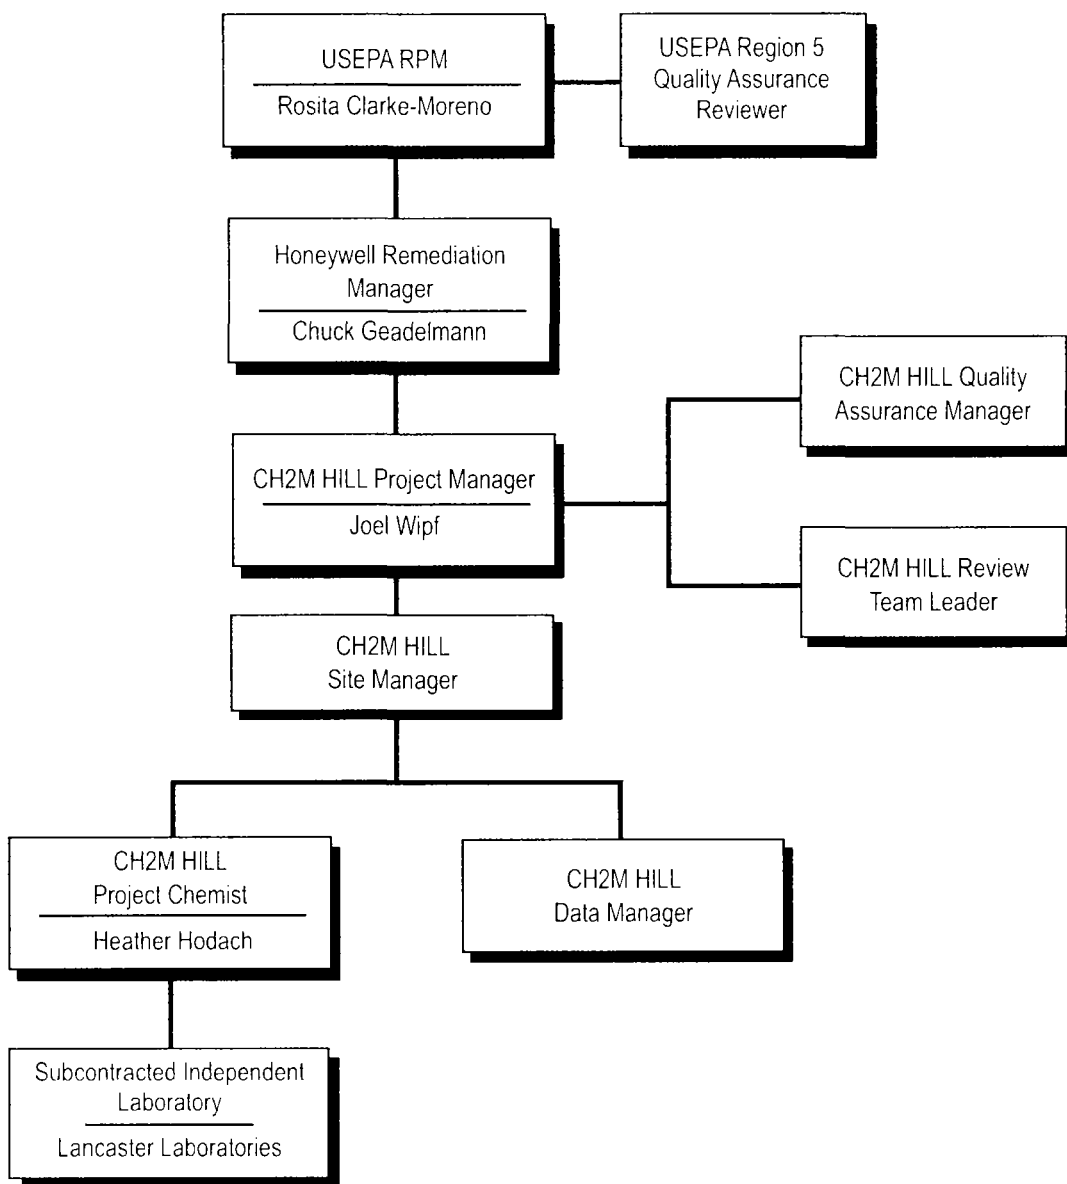 USEPA RPM
Rosita Clarke-Moreno
USEPA Region 5
Quality Assurance
Reviewer
Honeywell Remediation
Manager
Chuck Geadelmann
CH2M HILL Project Manager
Joel Wipf
CH2M HILL Quality
Assurance Manager
CH2M HILL Review
Team Leader
CH2M HILL
Site Manager
CH2M HILL
Project Chemist
Heather Hodach
CH2M HILL
Data Manager
Subcontracted Independent
Laboratory
Lancaster Laboratories